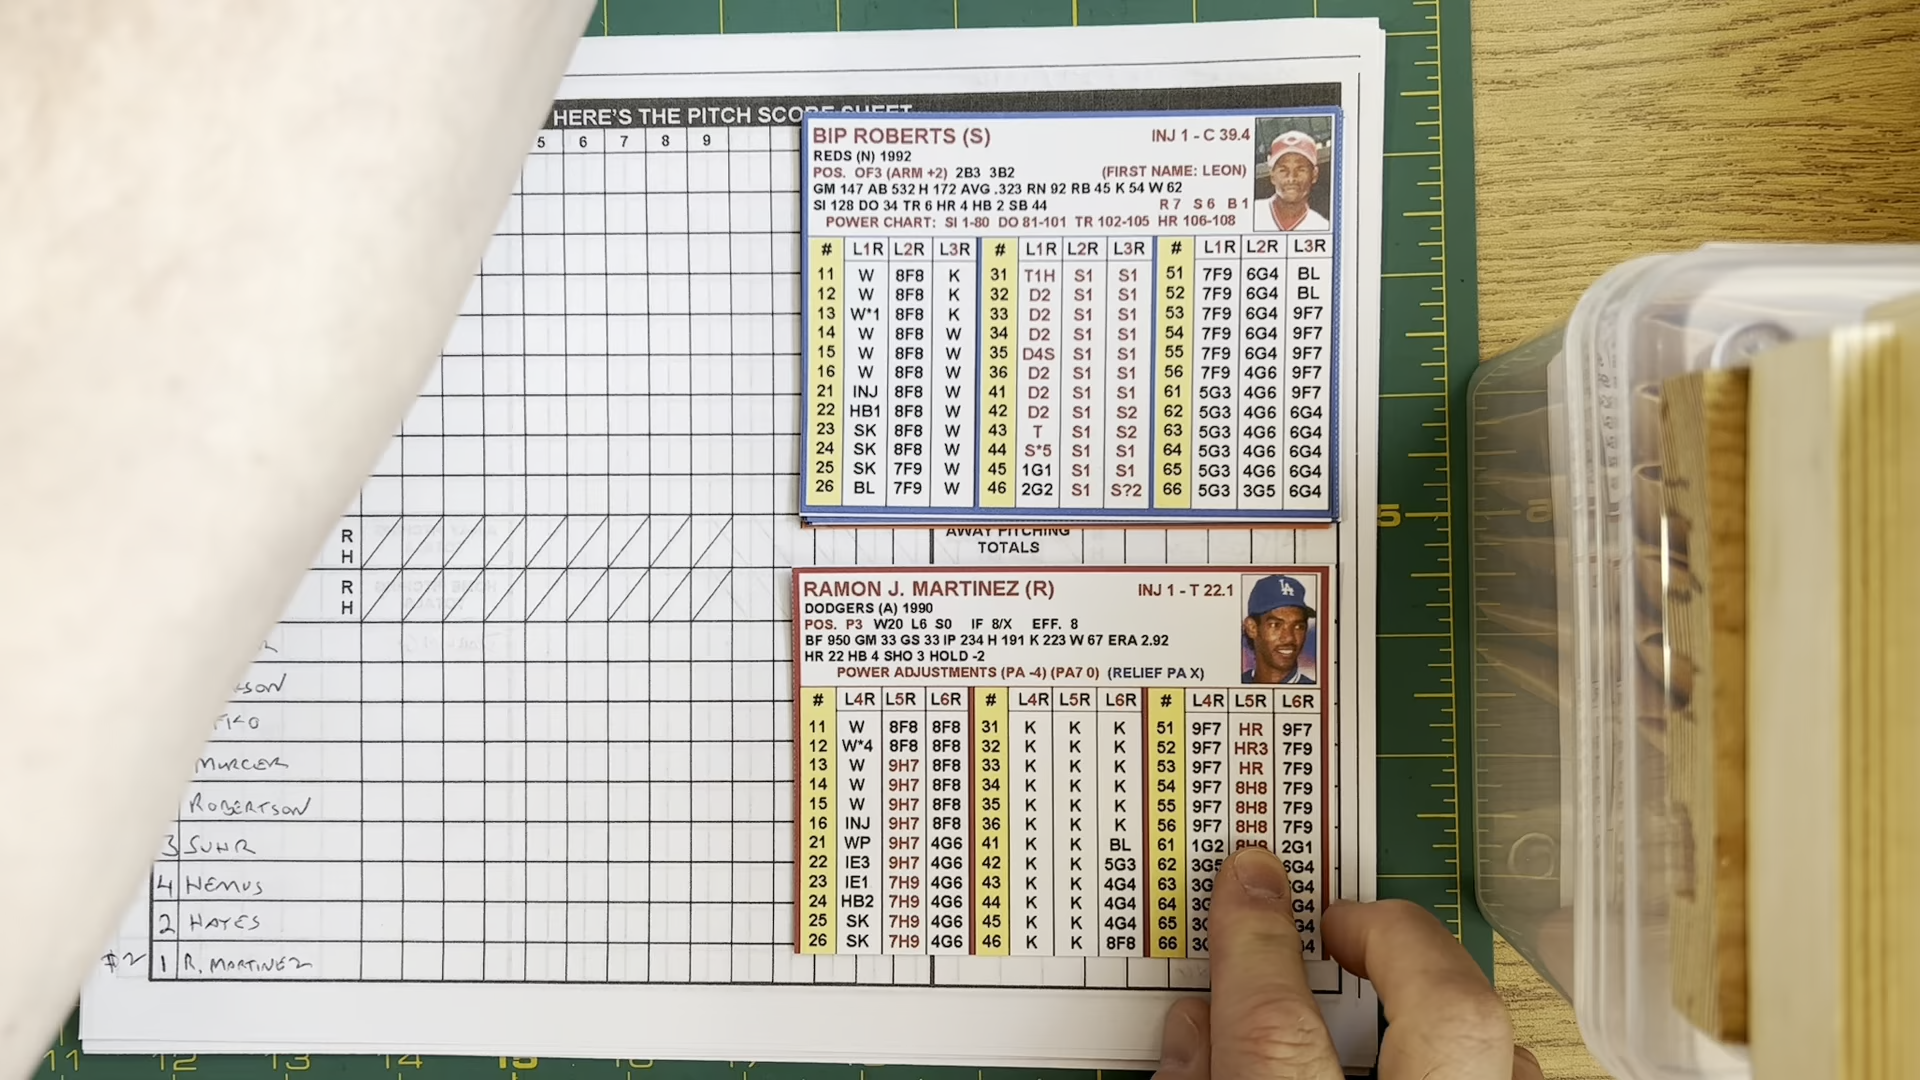 HERE'S THE PITCH SCORE SHEET
5 6 7 8 9
BIP ROBERTS (S) INJ 1 - C 39.4
REDS (N) 1992
POS. OF3 (ARM +2) 2B3 3B2 (FIRST NAME: LEON)
GM 147 AB 532 H 172 AVG .323 RN 92 RB 45 K 54 W 62
SI 128 DO 34 TR 6 HR 4 HB 2 SB 44 R 7 S 6 B 1
POWER CHART: SI 1-80 DO 81-101 TR 102-105 HR 106-108
# L1R L2R L3R # L1R L2R L3R # L1R L2R L3R
11 W 8F8 K 31 T1H S1 S1 51 7F9 6G4 BL
12 W 8F8 K 32 D2 S1 S1 52 7F9 6G4 BL
13 W*1 8F8 K 33 D2 S1 S1 53 7F9 6G4 9F7
14 W 8F8 W 34 D2 S1 S1 54 7F9 6G4 9F7
15 W 8F8 W 35 D4S S1 S1 55 7F9 6G4 9F7
16 W 8F8 W 36 D2 S1 S1 56 7F9 4G6 9F7
21 INJ 8F8 W 41 D2 S1 S1 61 5G3 4G6 9F7
22 HB1 8F8 W 42 D2 S1 S2 62 5G3 4G6 6G4
23 SK 8F8 W 43 T S1 S2 63 5G3 4G6 6G4
24 SK 8F8 W 44 S*5 S1 S1 64 5G3 4G6 6G4
25 SK 7F9 W 45 1G1 S1 S1 65 5G3 4G6 6G4
26 BL 7F9 W 46 2G2 S1 S?2 66 5G3 3G5 6G4
AWAY PITCHING
TOTALS
R
H
R
H
RAMON J. MARTINEZ (R) INJ 1 - T 22.1
DODGERS (A) 1990
POS. P3 W20 L6 S0 IF 8/X EFF. 8
BF 950 GM 33 GS 33 IP 234 H 191 K 223 W 67 ERA 2.92
HR 22 HB 4 SHO 3 HOLD -2
POWER ADJUSTMENTS (PA -4) (PA7 0) (RELIEF PA X)
# L4R L5R L6R # L4R L5R L6R # L4R L5R L6R
11 W 8F8 8F8 31 K K K 51 9F7 HR 9F7
12 W*4 8F8 8F8 32 K K K 52 9F7 HR3 7F9
13 W 9H7 8F8 33 K K K 53 9F7 HR 7F9
14 W 9H7 8F8 34 K K K 54 9F7 8H8 7F9
15 W 9H7 8F8 35 K K K 55 9F7 8H8 7F9
16 INJ 9H7 8F8 36 K K K 56 9F7 8H8 7F9
21 WP 9H7 4G6 41 K K BL 61 1G2 8H8 2G1
22 IE3 9H7 4G6 42 K K 5G3 62 3G5 6G4
23 IE1 7H9 4G6 43 K K 4G4 63
24 HB2 7H9 4G6 44 K K 4G4 64
25 SK 7H9 4G6 45 K K 4G4 65
26 SK 7H9 4G6 46 K K 8F8 66
MURCER
ROBERTSON
3 SUHR
4 HEMUS
2 HAYES
1 R. MARTINEZ
11 12 13 14 15